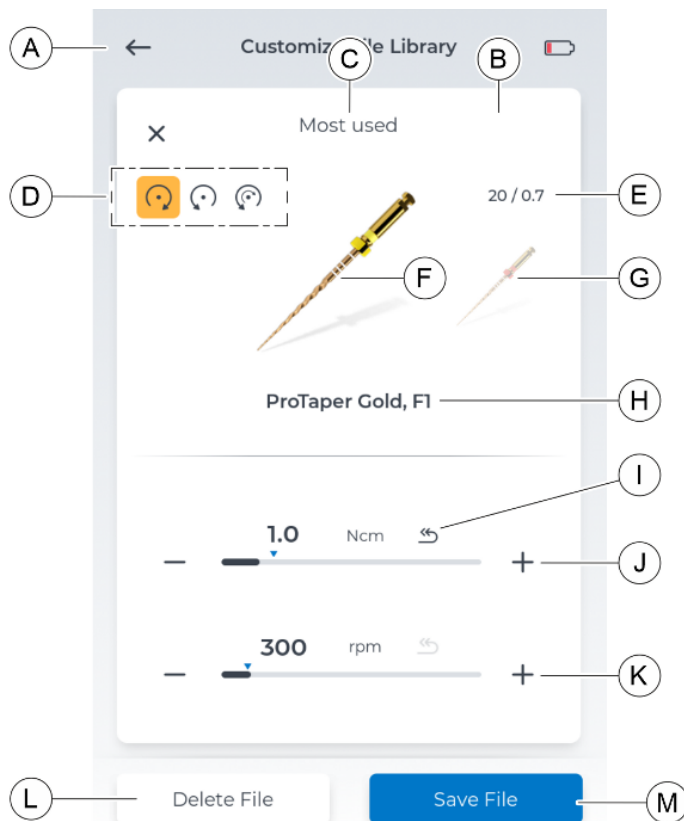 A
Customize File Library
C
B
Most used
D
E
20 / 0.7
F
G
ProTaper Gold, F1
H
I
1.0 Ncm
J
300 rpm
K
L
Delete File
Save File
M